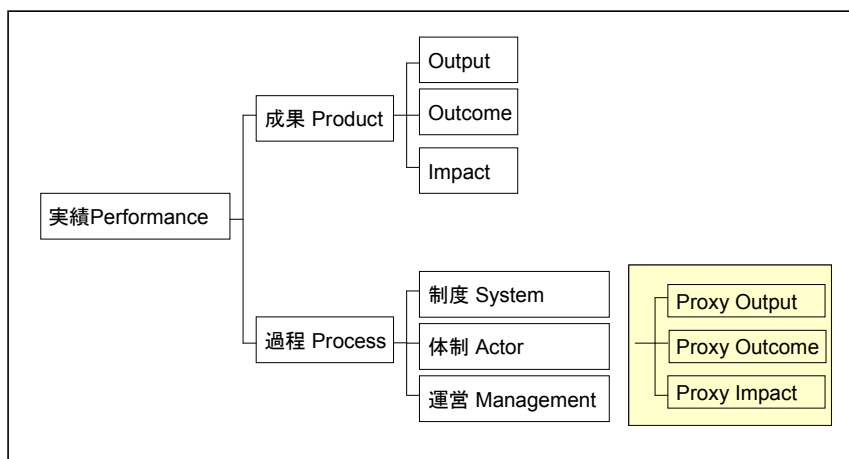 実績Performance
成果 Product
Output
Outcome
Impact
過程 Process
制度 System
体制 Actor
運営 Management
Proxy Output
Proxy Outcome
Proxy Impact